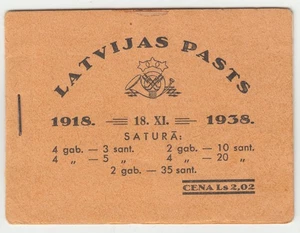 LATVIJAS PASTS
1918. 18. XI. 1938.
SATURĀ:
4 gab. — 3 sant. 2 gab. — 10 sant.
4 „ — 5 „ 4 „ — 20 „
2 gab. — 35 sant.
CENA Ls 2,02